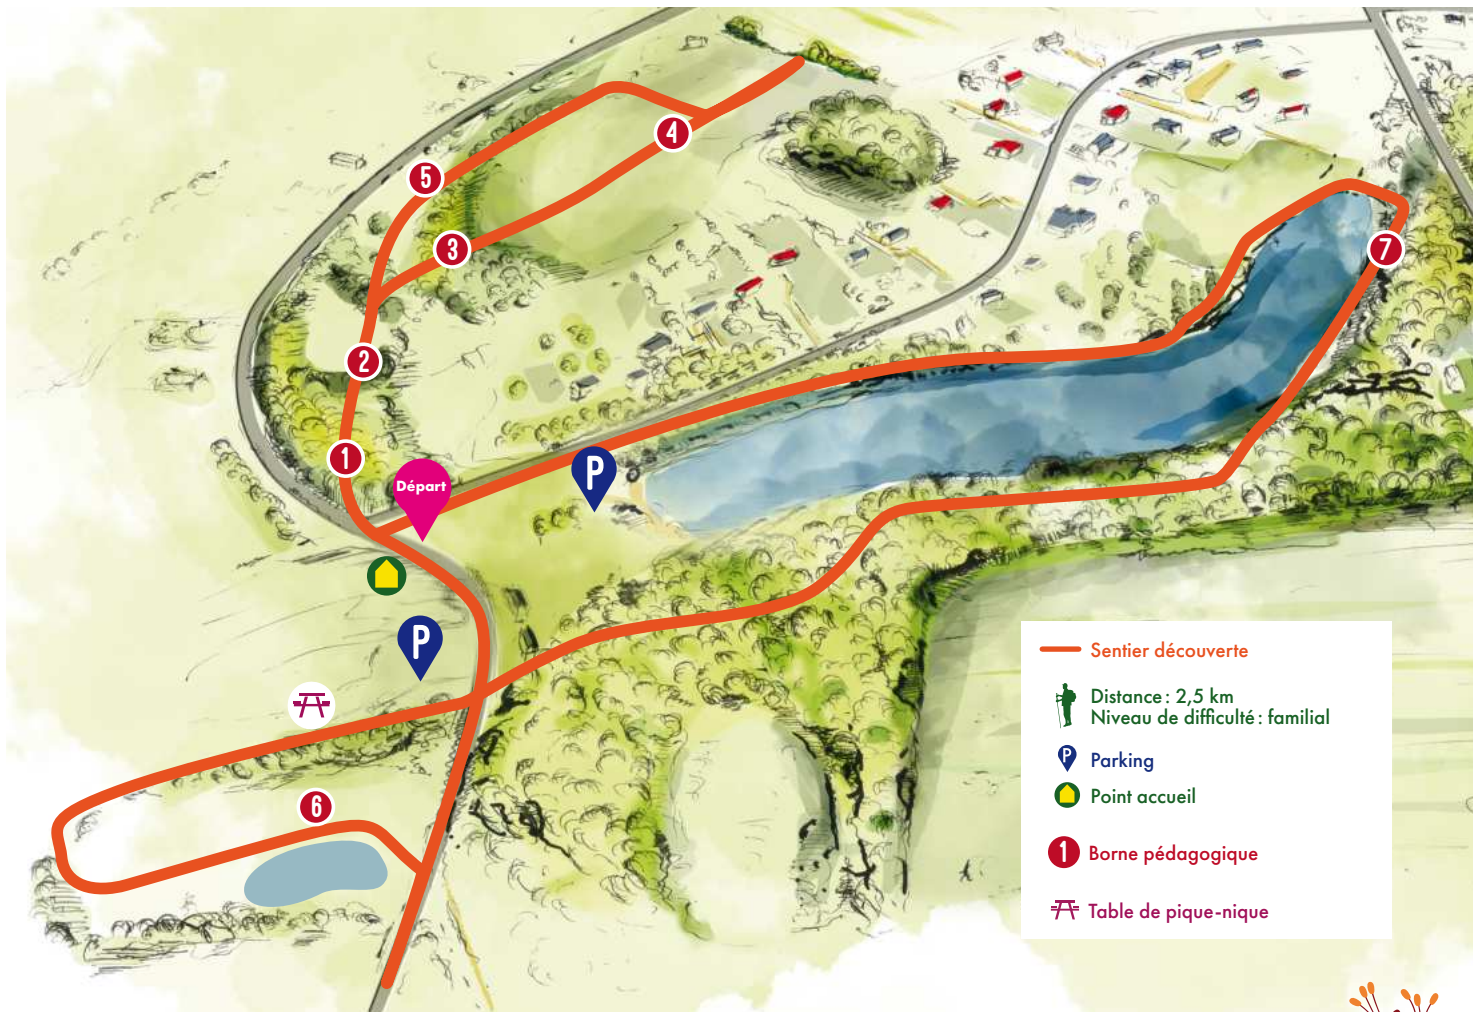 4
5
3
7
2
1
P
Départ
P
6
Sentier découverte
Distance : 2,5 km
Niveau de difficulté : familial
P Parking
Point accueil
1 Borne pédagogique
Table de pique-nique